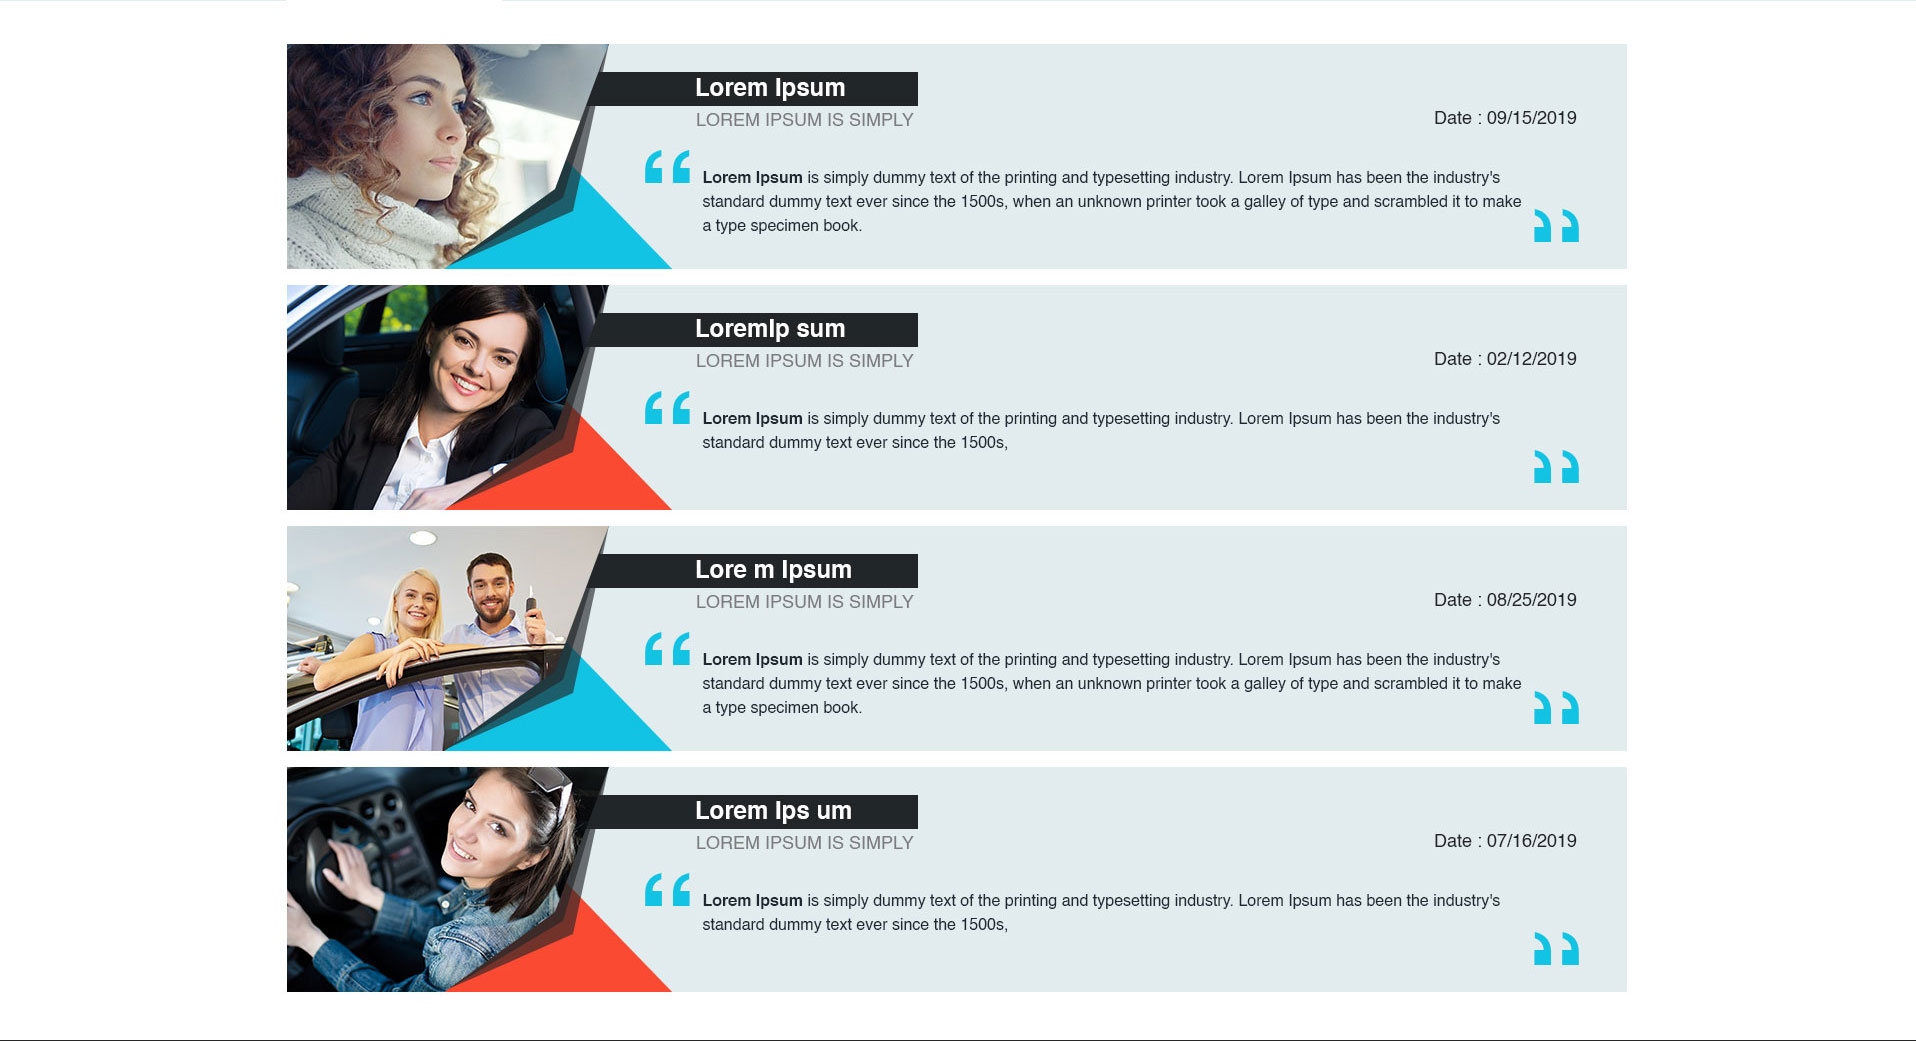 Lorem Ipsum
LOREM IPSUM IS SIMPLY
Date : 09/15/2019
Lorem Ipsum is simply dummy text of the printing and typesetting industry. Lorem Ipsum has been the industry's
standard dummy text ever since the 1500s, when an unknown printer took a galley of type and scrambled it to make
a type specimen book.
LoremIp sum
LOREM IPSUM IS SIMPLY
Date : 02/12/2019
Lorem Ipsum is simply dummy text of the printing and typesetting industry. Lorem Ipsum has been the industry's
standard dummy text ever since the 1500s,
Lore m Ipsum
LOREM IPSUM IS SIMPLY
Date : 08/25/2019
Lorem Ipsum is simply dummy text of the printing and typesetting industry. Lorem Ipsum has been the industry's
standard dummy text ever since the 1500s, when an unknown printer took a galley of type and scrambled it to make
a type specimen book.
Lorem Ips um
LOREM IPSUM IS SIMPLY
Date : 07/16/2019
Lorem Ipsum is simply dummy text of the printing and typesetting industry. Lorem Ipsum has been the industry's
standard dummy text ever since the 1500s,